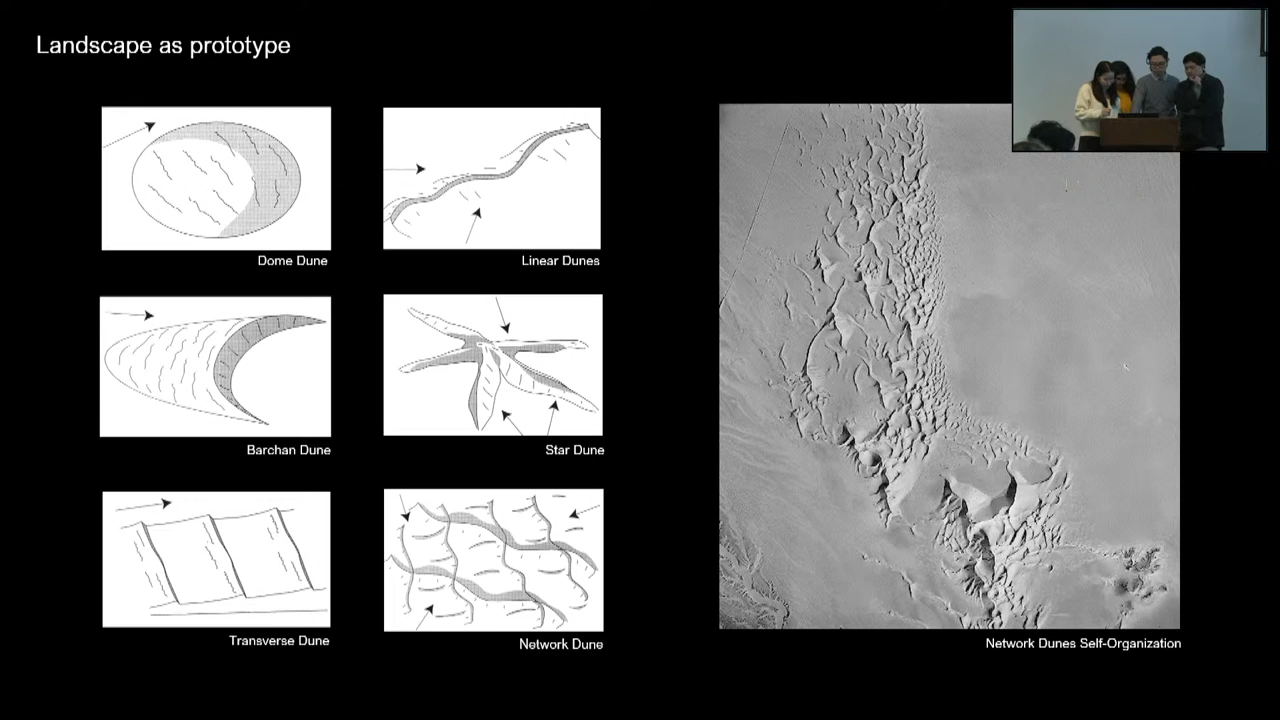 Landscape as prototype
Dome Dune
Linear Dunes
Barchan Dune
Star Dune
Transverse Dune
Network Dune
Network Dunes Self-Organization